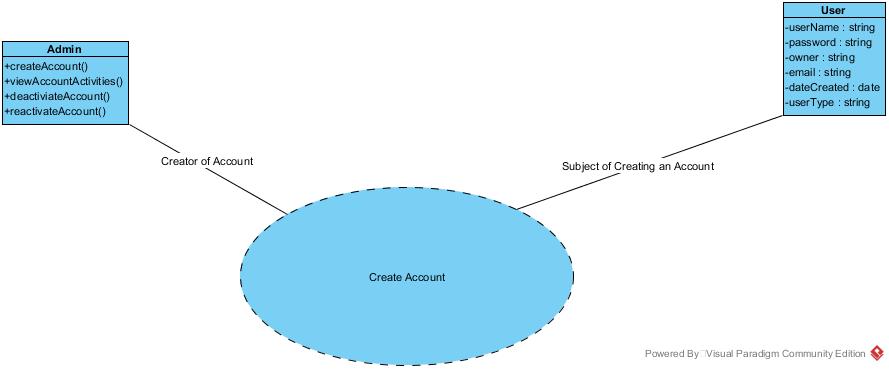 User
-userName : string
-password : string
-owner : string
-email : string
-dateCreated : date
-userType : string
Admin
+createAccount()
+viewAccountActivities()
+deactiviateAccount()
+reactivateAccount()
Creator of Account
Subject of Creating an Account
Create Account
Powered By Visual Paradigm Community Edition